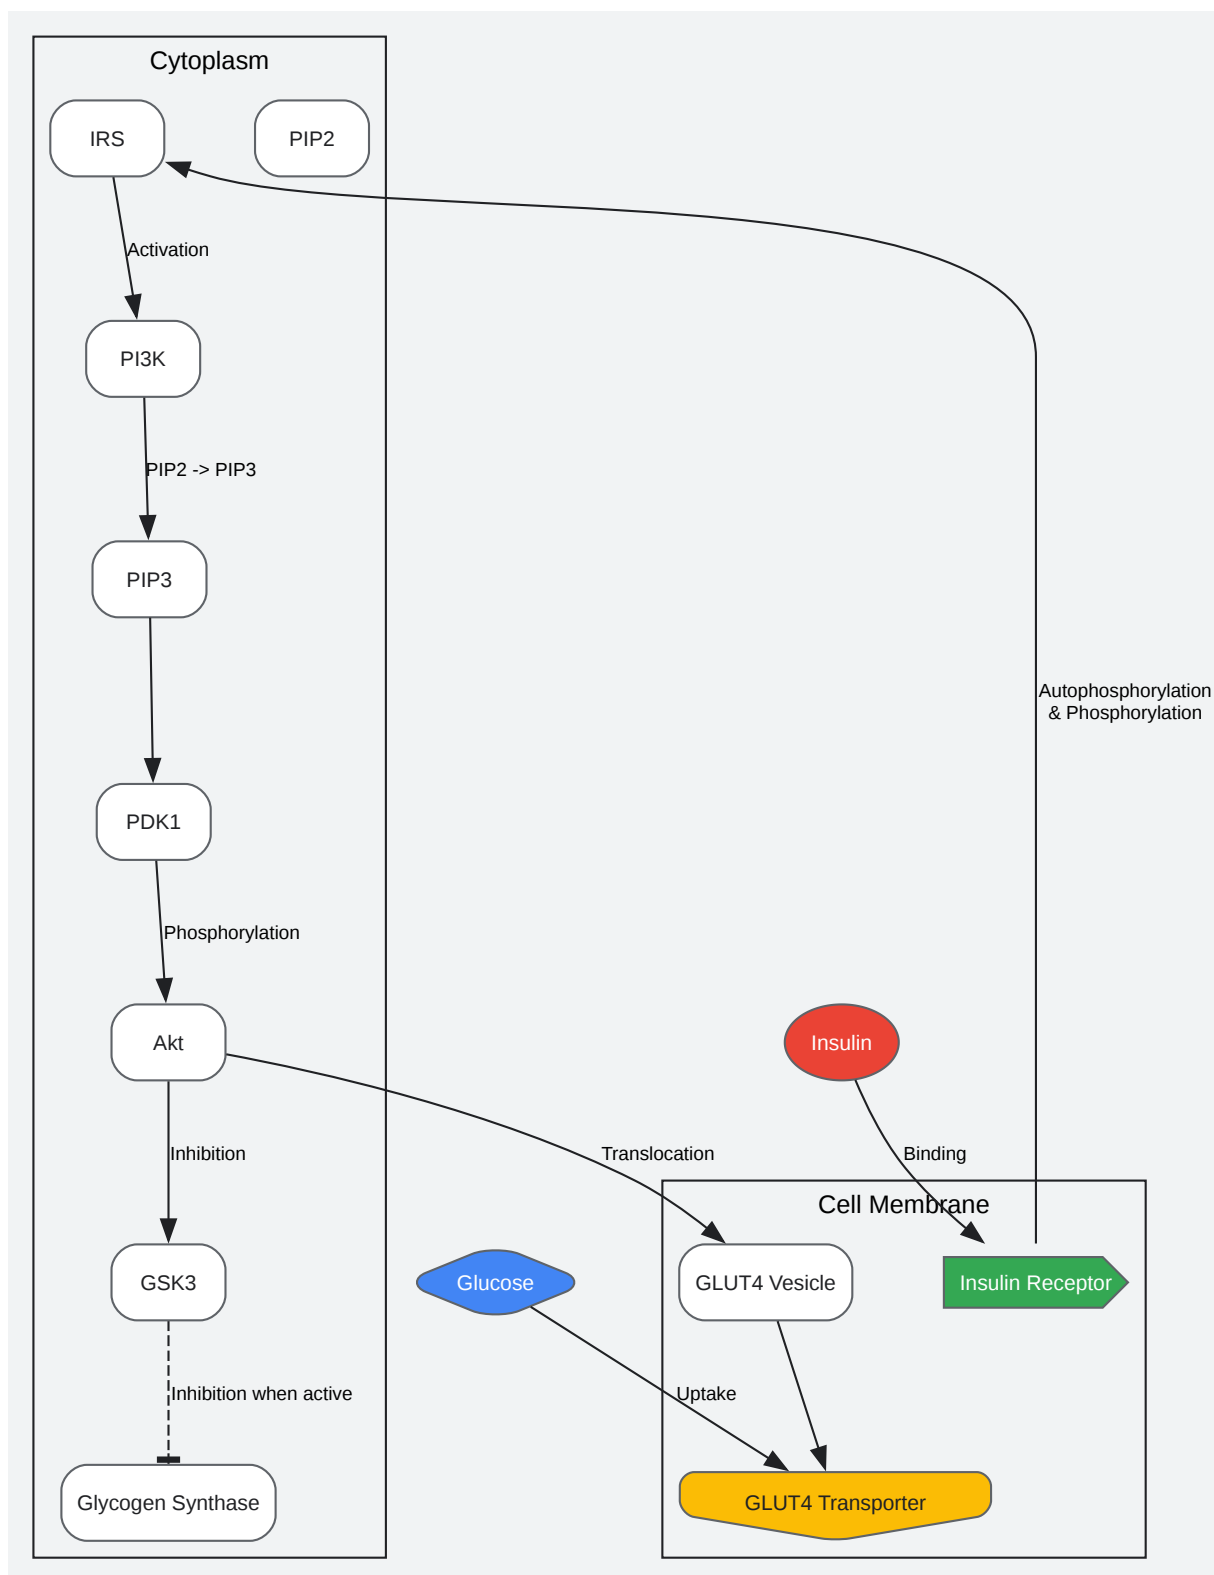 Cytoplasm
IRS
PIP2
Activation
PI3K
PIP2 -> PIP3
PIP3
Autophosphorylation
& Phosphorylation
PDK1
Phosphorylation
Akt
Insulin
Inhibition
Translocation
Binding
Cell Membrane
GSK3
Glucose
GLUT4 Vesicle
Insulin Receptor
Inhibition when active
Uptake
Glycogen Synthase
GLUT4 Transporter